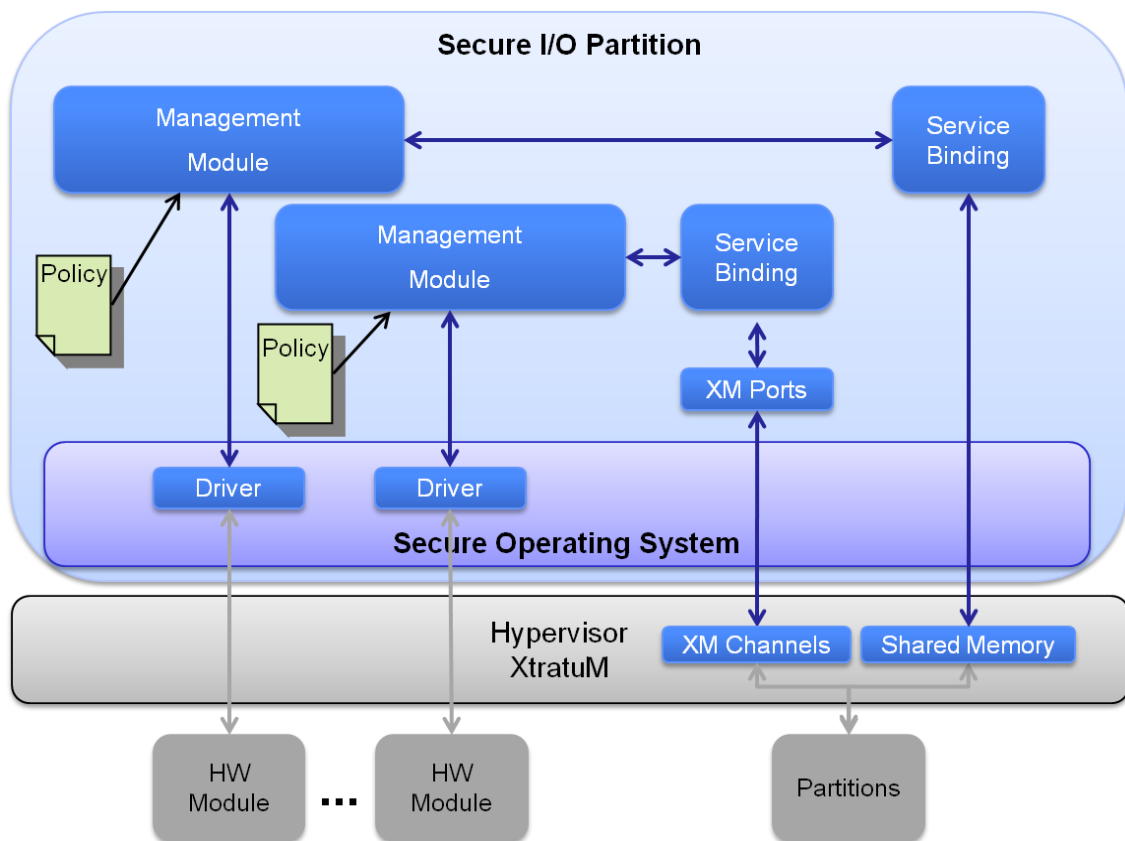 Secure I/O Partition
Management
Module
Service
Binding
Management
Module
Service
Binding
Policy
Policy
XM Ports
Driver
Driver
Secure Operating System
Hypervisor
XtratuM
XM Channels
Shared Memory
HW
Module
...
HW
Module
Partitions